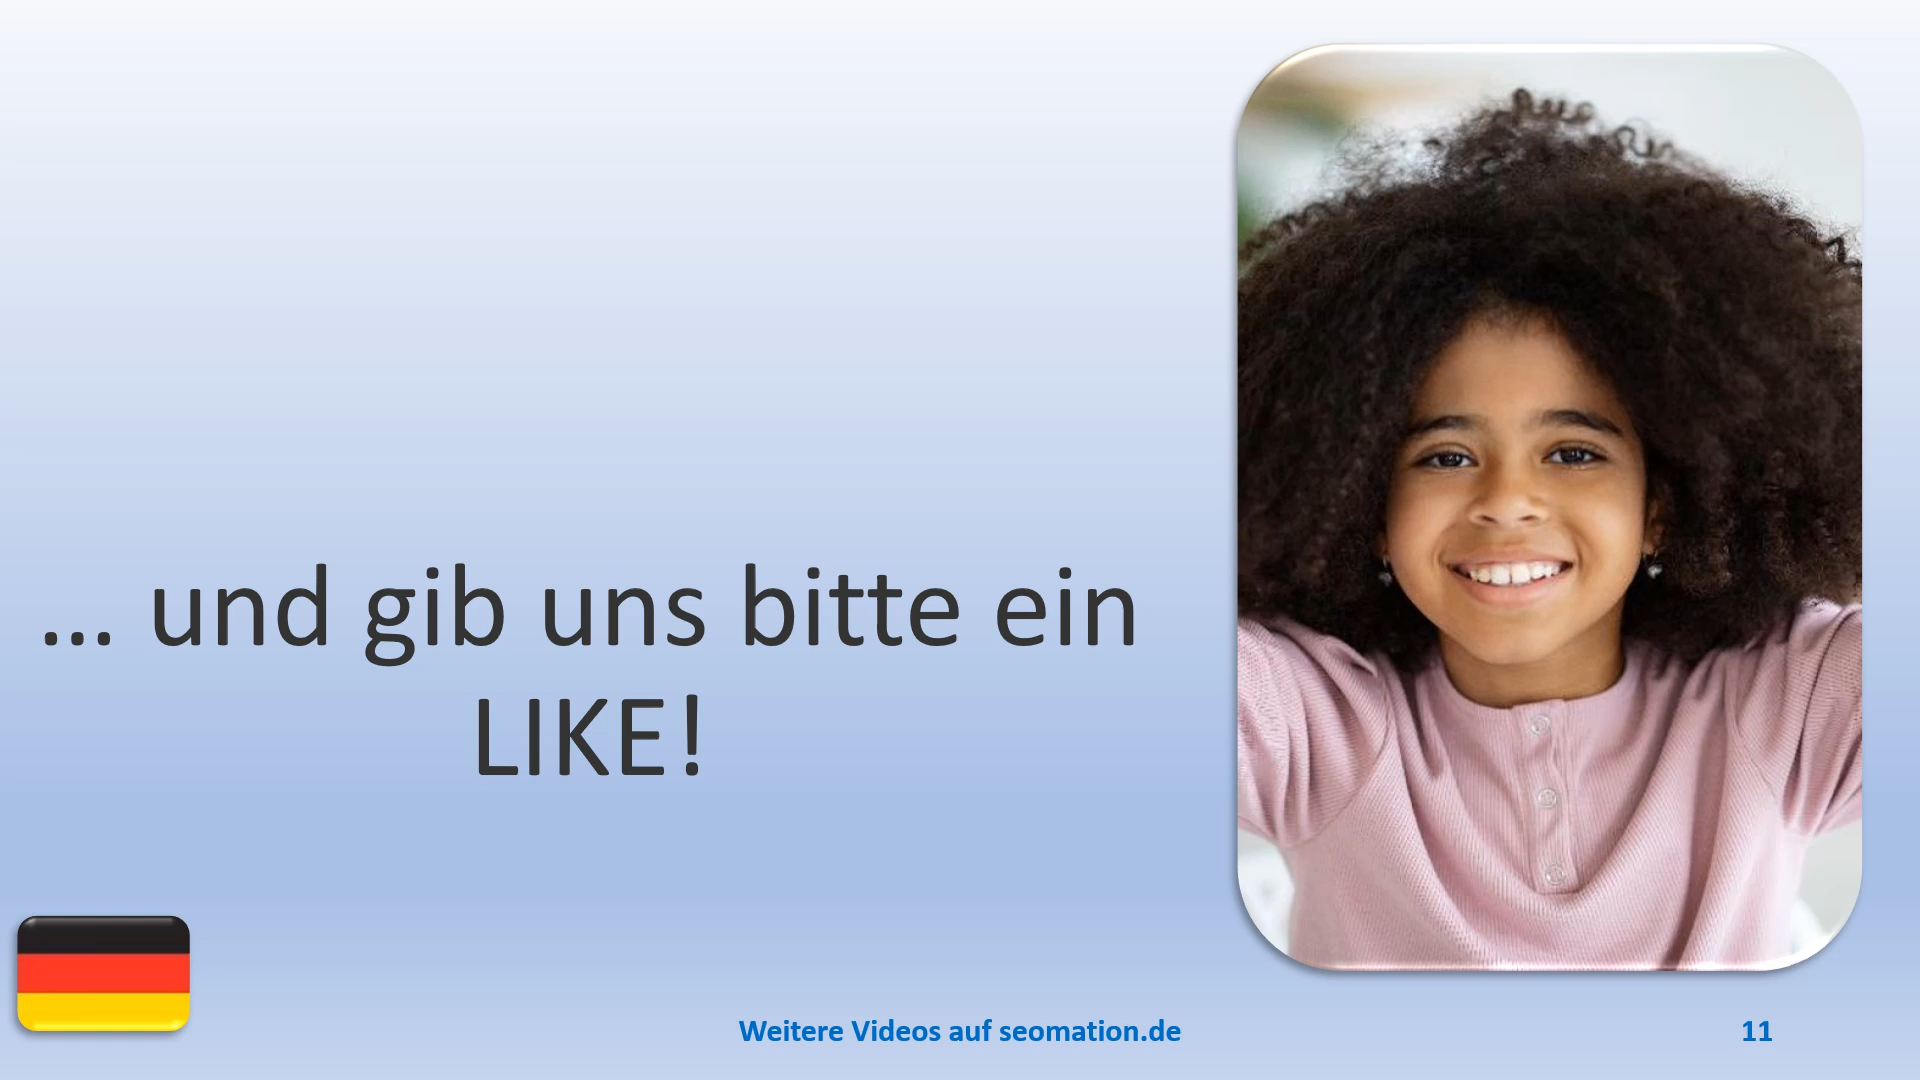 ... und gib uns bitte ein
LIKE!
Weitere Videos auf seomation.de
11